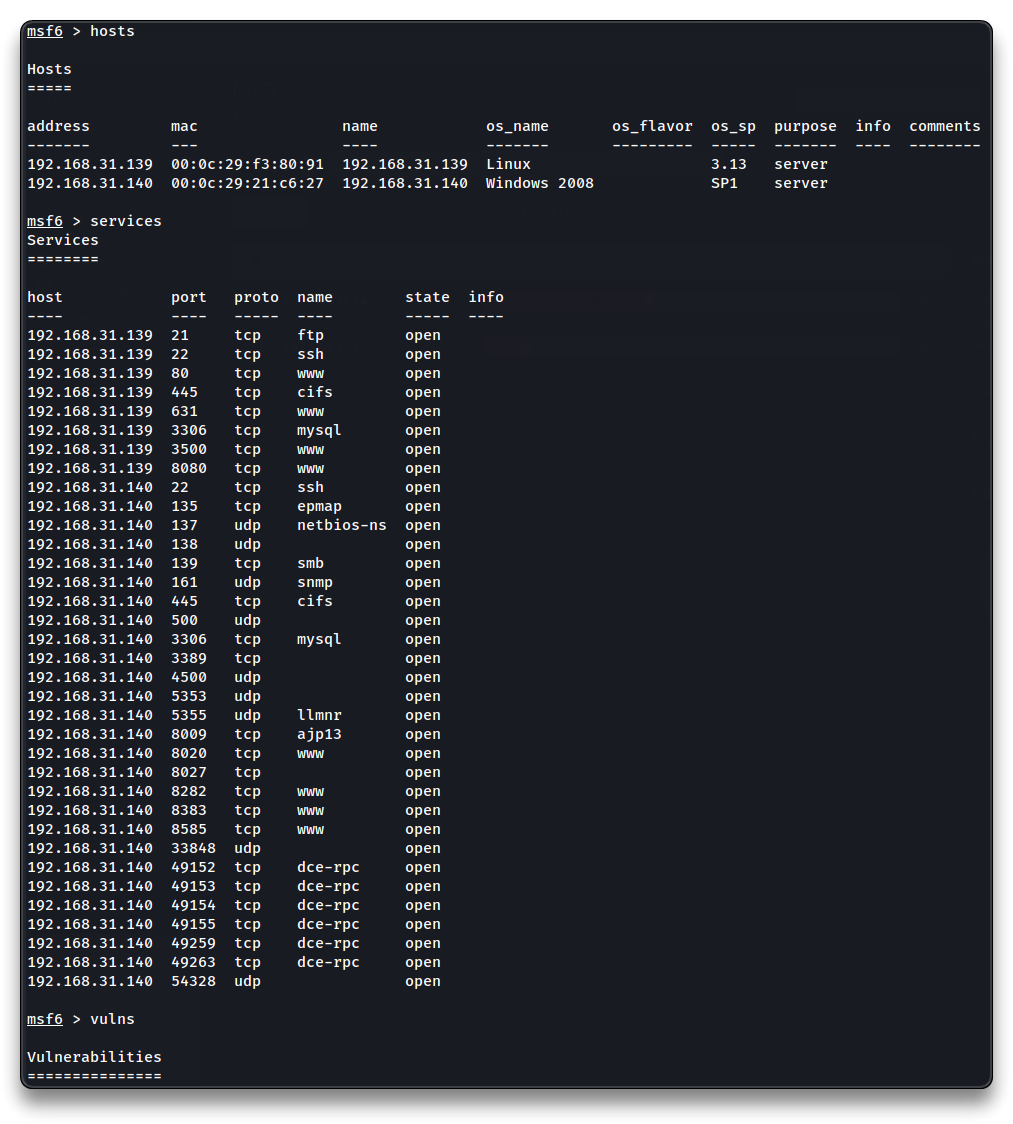 msf6 > hosts
Hosts
=====
address mac name os_name os_flavor os_sp purpose info comments
------- --- ---- ------- --------- ----- ------- ---- --------
192.168.31.139 00:0c:29:f3:80:91 192.168.31.139 Linux 3.13 server
192.168.31.140 00:0c:29:21:c6:27 192.168.31.140 Windows 2008 SP1 server
msf6 > services
Services
========
host port proto name state info
---- ---- ----- ---- ----- ----
192.168.31.139 21 tcp ftp open
192.168.31.139 22 tcp ssh open
192.168.31.139 80 tcp www open
192.168.31.139 445 tcp cifs open
192.168.31.139 631 tcp www open
192.168.31.139 3306 tcp mysql open
192.168.31.139 3500 tcp www open
192.168.31.139 8080 tcp www open
192.168.31.140 22 tcp ssh open
192.168.31.140 135 tcp epmap open
192.168.31.140 137 udp netbios-ns open
192.168.31.140 138 udp open
192.168.31.140 139 tcp smb open
192.168.31.140 161 udp snmp open
192.168.31.140 445 tcp cifs open
192.168.31.140 500 udp open
192.168.31.140 3306 tcp mysql open
192.168.31.140 3389 tcp open
192.168.31.140 4500 udp open
192.168.31.140 5353 udp open
192.168.31.140 5355 udp llmnr open
192.168.31.140 8009 tcp ajp13 open
192.168.31.140 8020 tcp www open
192.168.31.140 8027 tcp open
192.168.31.140 8282 tcp www open
192.168.31.140 8383 tcp www open
192.168.31.140 8585 tcp www open
192.168.31.140 33848 udp open
192.168.31.140 49152 tcp dce-rpc open
192.168.31.140 49153 tcp dce-rpc open
192.168.31.140 49154 tcp dce-rpc open
192.168.31.140 49155 tcp dce-rpc open
192.168.31.140 49259 tcp dce-rpc open
192.168.31.140 49263 tcp dce-rpc open
192.168.31.140 54328 udp open
msf6 > vulns
Vulnerabilities
===============